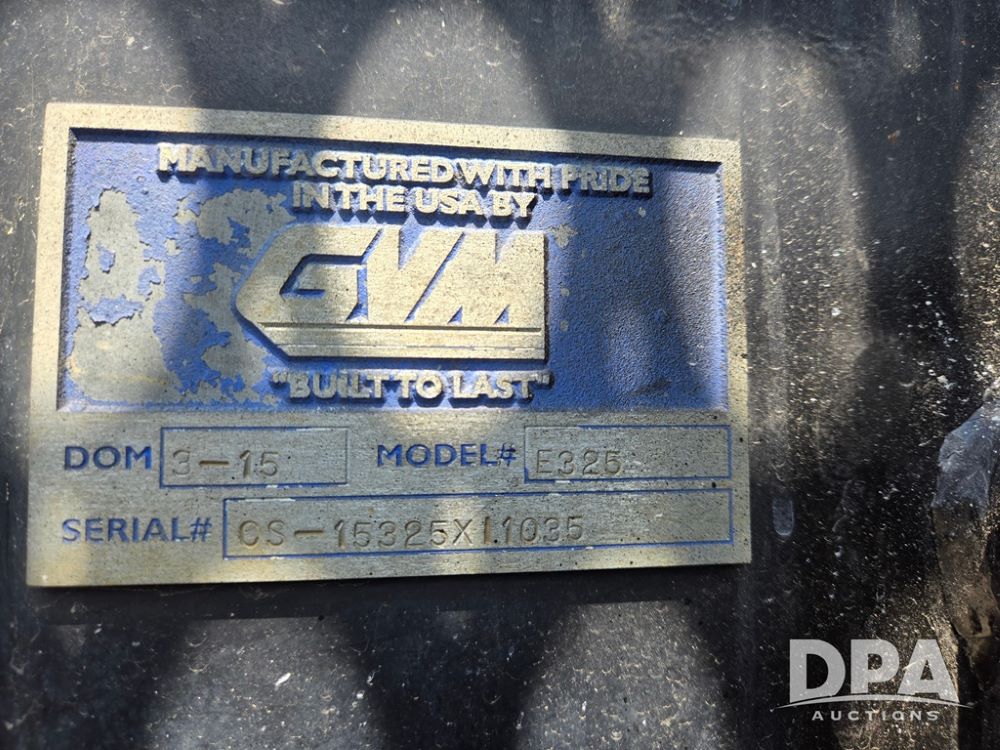 MANUFACTURED WITH PRIDE
IN THE USA BY
GVM
"BUILT TO LAST"
DOM 3-15 MODEL# E325
SERIAL# CS-15325XL1035
DPA
AUCTIONS